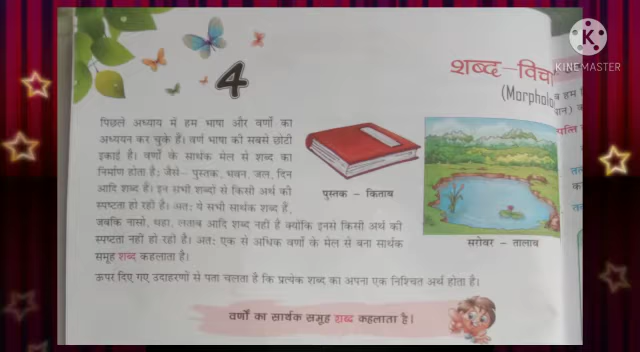 4
शब्द-विचा
(Morpholo
KINEMASTER
पिछले अध्याय में हम भाषा और वर्णों का
अध्ययन कर चुके हैं। वर्ण भाषा की सबसे छोटी
इकाई है। वर्णों के सार्थक मेल से शब्द का
निर्माण होता है; जैसे– पुस्तक, भवन, जल, दिन
आदि शब्द हैं। इन सभी शब्दों से किसी अर्थ की
स्पष्टता हो रही है। अतः ये सभी सार्थक शब्द हैं,
जबकि नासो, थहा, लताब आदि शब्द नहीं हैं क्योंकि इनसे किसी अर्थ की
स्पष्टता नहीं हो रही है। अतः एक से अधिक वर्णों के मेल से बना सार्थक
समूह शब्द कहलाता है।
पुस्तक – किताब
सरोवर – तालाब
ऊपर दिए गए उदाहरणों से पता चलता है कि प्रत्येक शब्द का अपना एक निश्चित अर्थ होता है।
वर्णों का सार्थक समूह शब्द कहलाता है।